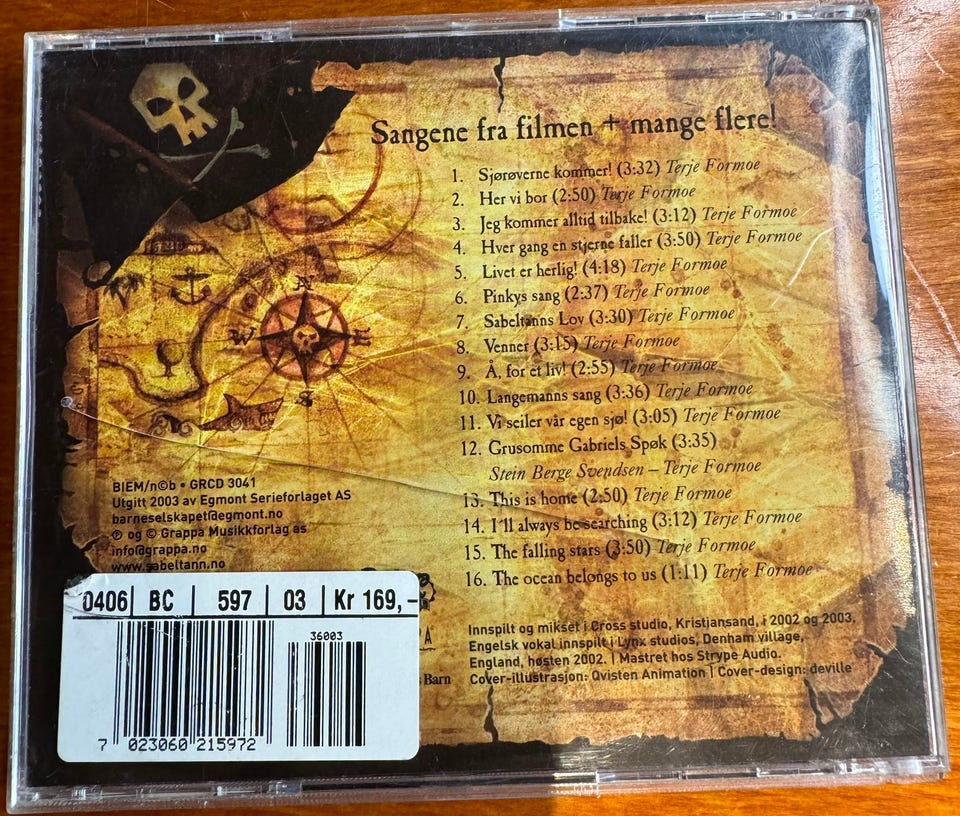 Sangene fra filmen + mange flere!
1. Sjørøverne kommer! (3:32) Terje Formoe
2. Her vi bor (2:50) Terje Formoe
3. Jeg kommer alltid tilbake! (3:12) Terje Formoe
4. Hver gang en stjerne faller (3:50) Terje Formoe
5. Livet er herlig! (4:18) Terje Formoe
6. Pinkys sang (2:37) Terje Formoe
7. Sabeltanns Lov (3:30) Terje Formoe
8. Venner (3:15) Terje Formoe
9. Å, for et liv! (2:55) Terje Formoe
10. Langemanns sang (3:36) Terje Formoe
11. Vi seiler vår egen sjø! (3:05) Terje Formoe
12. Grusomme Gabriels Spøk (3:35)
Stein Berge Svendsen – Terje Formoe
13. This is home (2:50) Terje Formoe
14. I´ll always be searching (3:12) Terje Formoe
15. The falling stars (3:50) Terje Formoe
16. The ocean belongs to us (1:11) Terje Formoe
N
W E
S
BIEM/n©b • GRCD 3041
Utgitt 2003 av Egmont Serieforlaget AS
barneselskapet@egmont.no
℗ og © Grappa Musikkforlag as
info@grappa.no
www.sabeltann.no
0406 BC 597 03 Kr 169,-
36003
7 023060 215972
PA
s Barn
Innspilt og mikset i Cross studio, Kristjansand, i 2002 og 2003.
Engelsk vokal innspilt i Lynx studios, Denham village,
England, høsten 2002. | Mastret hos Strype Audio.
Cover-illustrasjon: Qvisten Animation | Cover-design: deville